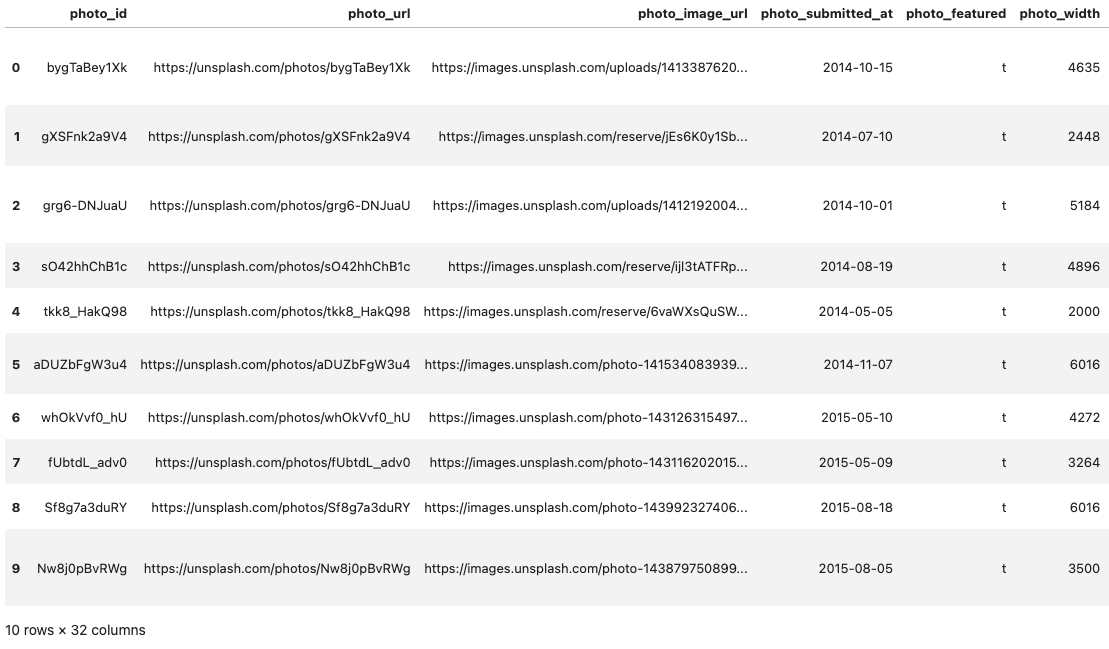 photo_id photo_url photo_image_url photo_submitted_at photo_featured photo_width
0 bygTaBey1Xk https://unsplash.com/photos/bygTaBey1Xk https://images.unsplash.com/uploads/1413387620... 2014-10-15 t 4635
1 gXSFnk2a9V4 https://unsplash.com/photos/gXSFnk2a9V4 https://images.unsplash.com/reserve/jEs6K0y1Sb... 2014-07-10 t 2448
2 grg6-DNJuaU https://unsplash.com/photos/grg6-DNJuaU https://images.unsplash.com/uploads/1412192004... 2014-10-01 t 5184
3 sO42hhChB1c https://unsplash.com/photos/sO42hhChB1c https://images.unsplash.com/reserve/ijl3tATFRp... 2014-08-19 t 4896
4 tkk8_HakQ98 https://unsplash.com/photos/tkk8_HakQ98 https://images.unsplash.com/reserve/6vaWXsQuSW... 2014-05-05 t 2000
5 aDUZbFgW3u4 https://unsplash.com/photos/aDUZbFgW3u4 https://images.unsplash.com/photo-141534083939... 2014-11-07 t 6016
6 whOkVvf0_hU https://unsplash.com/photos/whOkVvf0_hU https://images.unsplash.com/photo-143126315497... 2015-05-10 t 4272
7 fUbtdL_adv0 https://unsplash.com/photos/fUbtdL_adv0 https://images.unsplash.com/photo-143116202015... 2015-05-09 t 3264
8 Sf8g7a3duRY https://unsplash.com/photos/Sf8g7a3duRY https://images.unsplash.com/photo-143992327406... 2015-08-18 t 6016
9 Nw8j0pBvRWg https://unsplash.com/photos/Nw8j0pBvRWg https://images.unsplash.com/photo-143879750899... 2015-08-05 t 3500
10 rows × 32 columns